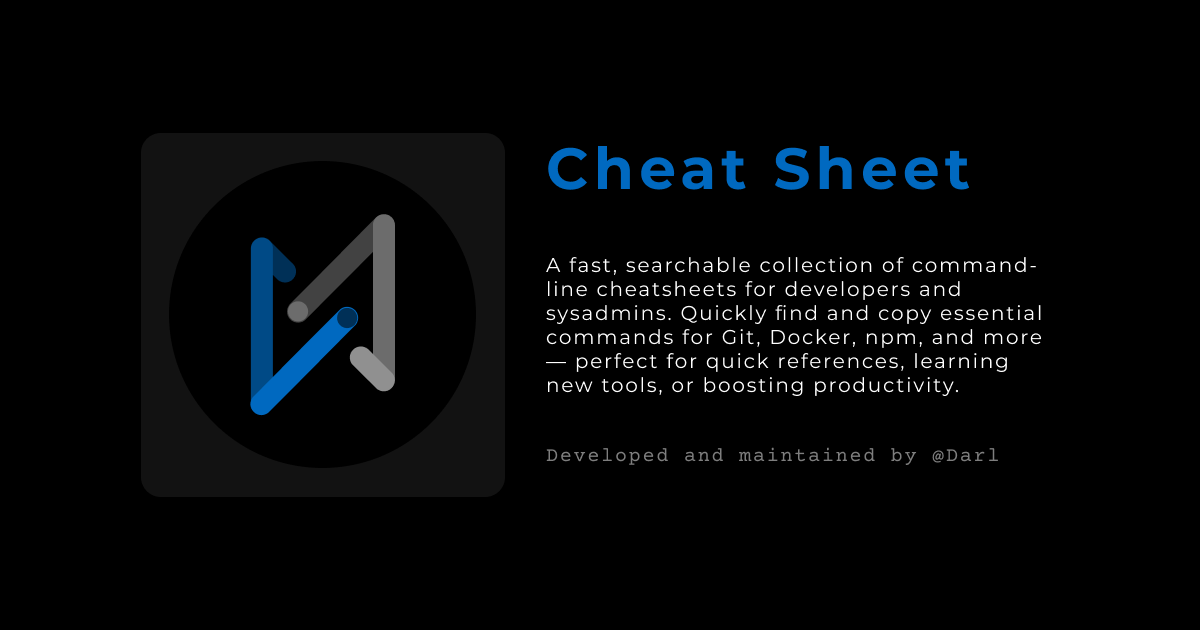 Cheat Sheet
A fast, searchable collection of command-
line cheatsheets for developers and
sysadmins. Quickly find and copy essential
commands for Git, Docker, npm, and more
— perfect for quick references, learning
new tools, or boosting productivity.
Developed and maintained by @Darl